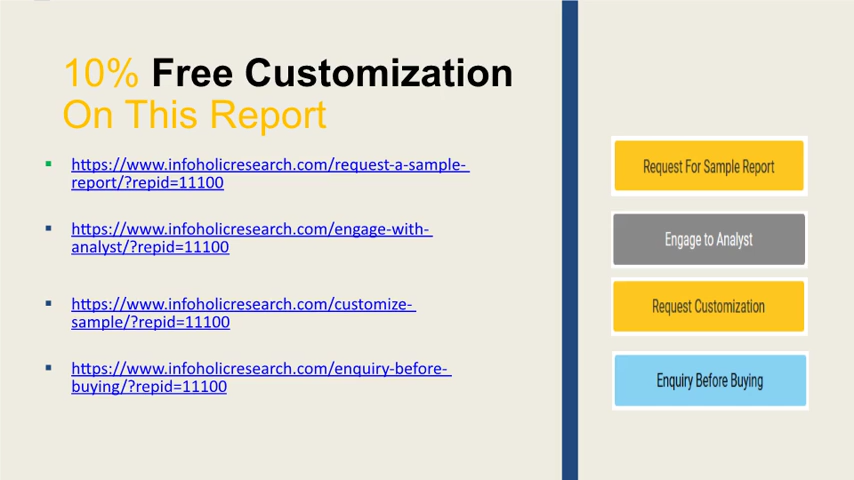 10% Free Customization
On This Report
https://www.infoholicresearch.com/request-a-sample-
report/?repid=11100
https://www.infoholicresearch.com/engage-with-
analyst/?repid=11100
https://www.infoholicresearch.com/customize-
sample/?repid=11100
https://www.infoholicresearch.com/enquiry-before-
buying/?repid=11100
Request For Sample Report
Engage to Analyst
Request Customization
Enquiry Before Buying